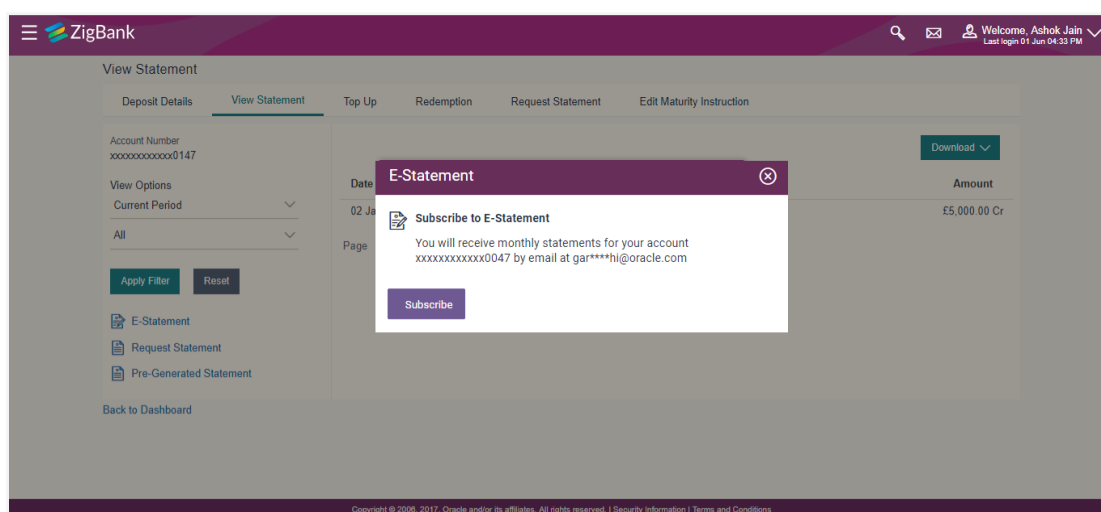 ZigBank
Welcome, Ashok Jain
Last login 01 Jun 04:33 PM
View Statement
Deposit Details View Statement Top Up Redemption Request Statement Edit Maturity Instruction
Account Number
xxxxxxxxxxxx0147
Download
View Options
Current Period
All
Apply Filter Reset
E-Statement
Request Statement
Pre-Generated Statement
Back to Dashboard
Date Amount
02 Ja £5,000.00 Cr
Page
E-Statement
Subscribe to E-Statement
You will receive monthly statements for your account
xxxxxxxxxxxx0047 by email at gar****hi@oracle.com
Subscribe
Copyright © 2006, 2017, Oracle and/or its affiliates. All rights reserved. | Security Information | Terms and Conditions